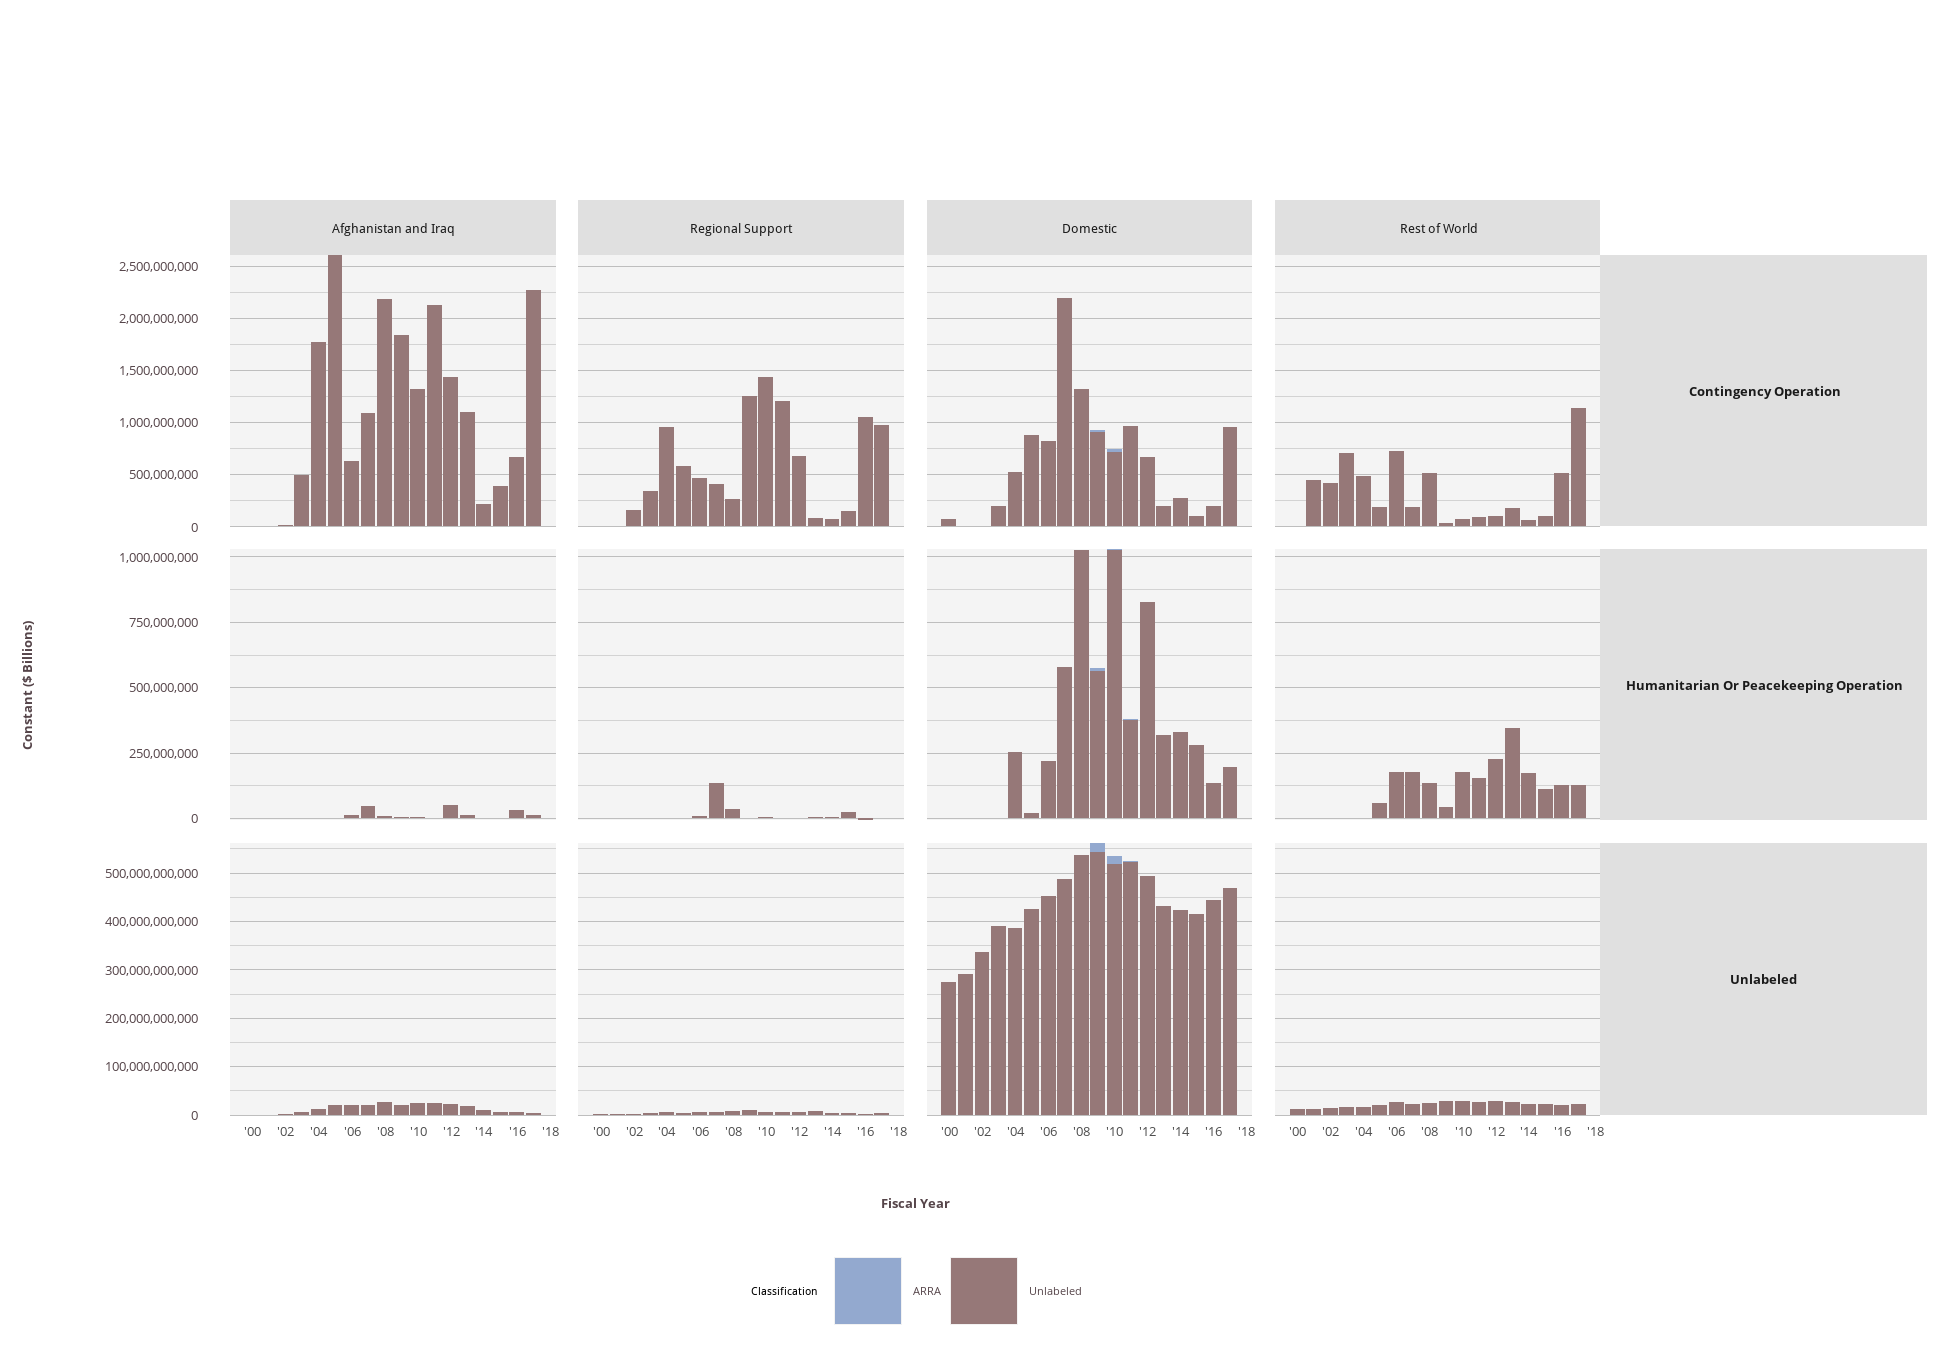 Afghanistan and Iraq
Regional Support
Domestic
Rest of World
2,500,000,000
2,000,000,000
1,500,000,000
1,000,000,000
500,000,000
0
Contingency Operation
1,000,000,000
750,000,000
500,000,000
250,000,000
0
Humanitarian Or Peacekeeping Operation
Constant ($ Billions)
500,000,000,000
400,000,000,000
300,000,000,000
200,000,000,000
100,000,000,000
0
Unlabeled
'00 '02 '04 '06 '08 '10 '12 '14 '16 '18
'00 '02 '04 '06 '08 '10 '12 '14 '16 '18
'00 '02 '04 '06 '08 '10 '12 '14 '16 '18
'00 '02 '04 '06 '08 '10 '12 '14 '16 '18
Fiscal Year
Classification ARRA Unlabeled